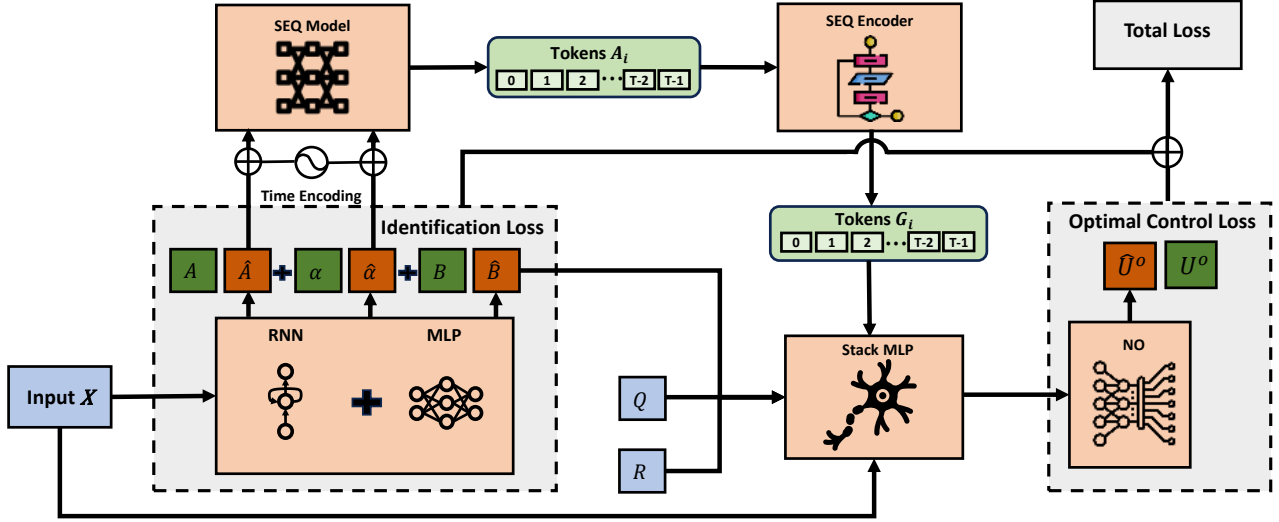 SEQ Model
SEQ Encoder
Total Loss
Tokens A_i
0 1 2 ··· T-2 T-1
Time Encoding
Identification Loss
A Â + α α̂ + B B̂
RNN
MLP
+
Input X
Tokens G_i
0 1 2 ··· T-2 T-1
Q
R
Stack MLP
Optimal Control Loss
Û^o U^o
NO